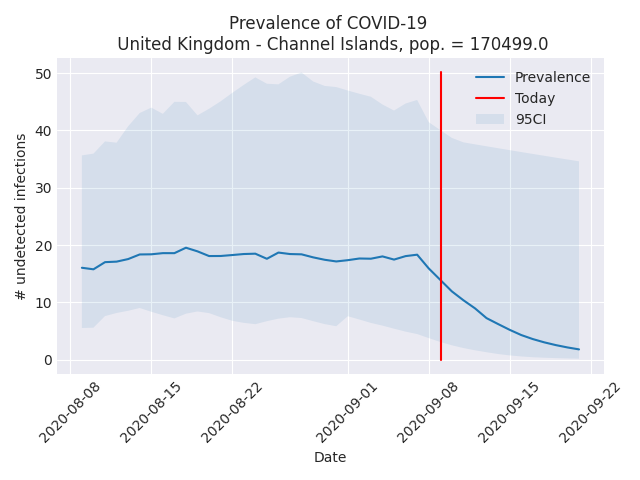 Prevalence of COVID-19
United Kingdom - Channel Islands, pop. = 170499.0
Prevalence
Today
95CI
# undetected infections
50
40
30
20
10
0
2020-08-08
2020-08-15
2020-08-22
2020-09-01
2020-09-08
2020-09-15
2020-09-22
Date